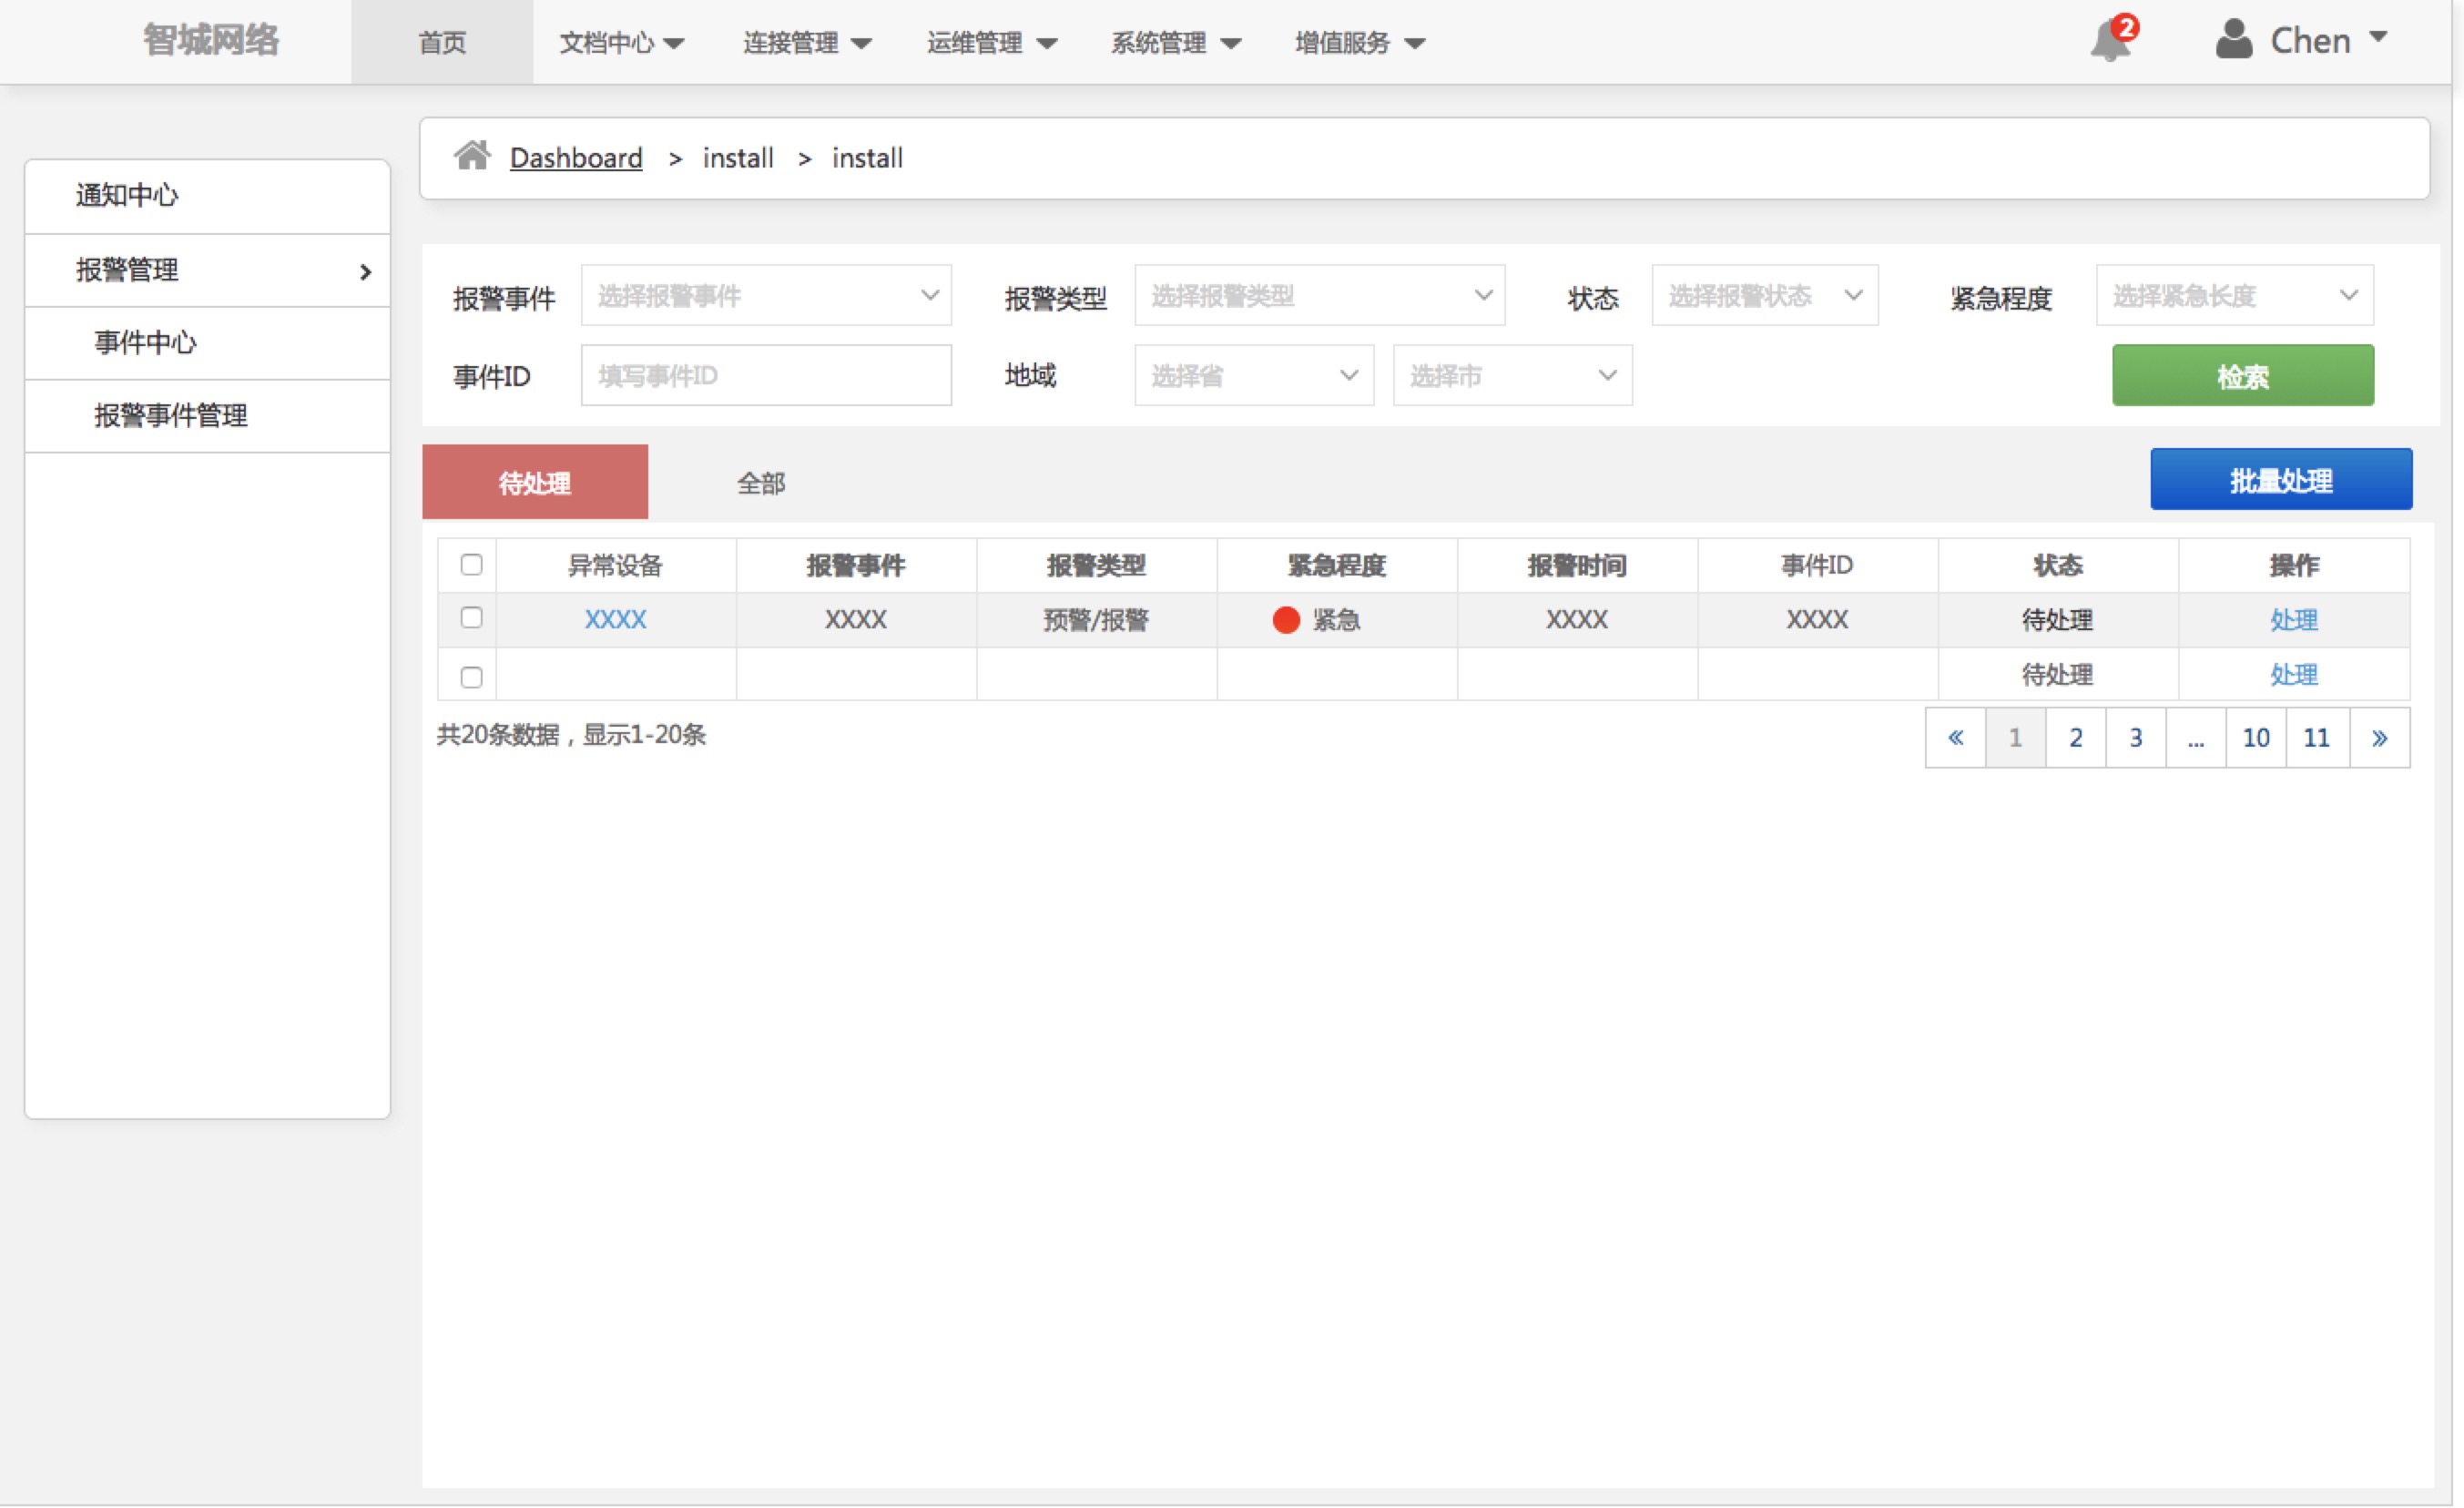 智城网络 首页 文档中心 连接管理 运维管理 系统管理 增值服务 2 Chen
Dashboard > install > install
通知中心
报警管理
事件中心
报警事件管理
报警事件 选择报警事件 报警类型 选择报警类型 状态 选择报警状态 紧急程度 选择紧急长度
事件ID 填写事件ID 地域 选择省 选择市 检索
待处理 全部 批量处理
异常设备 报警事件 报警类型 紧急程度 报警时间 事件ID 状态 操作
XXXX XXXX 预警/报警 紧急 XXXX XXXX 待处理 处理
待处理 处理
共20条数据，显示1-20条 « 1 2 3 ... 10 11 »